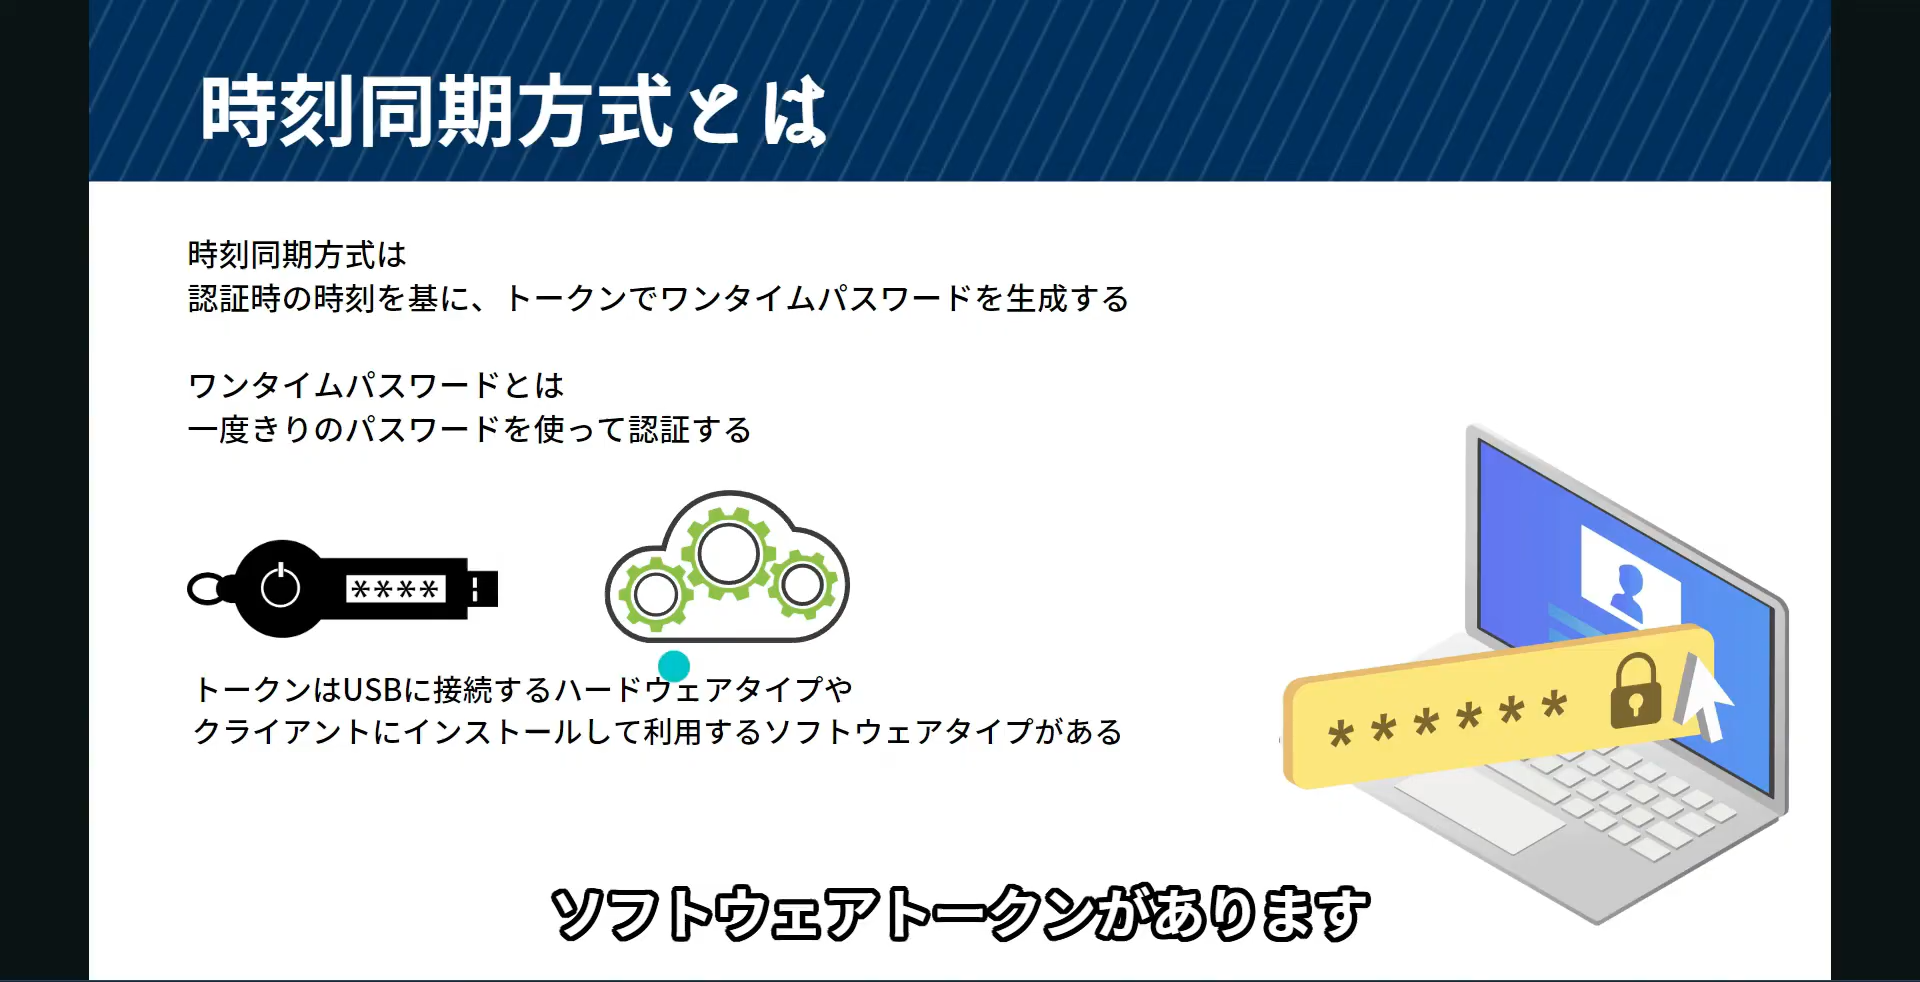 時刻同期方式とは
時刻同期方式は
認証時の時刻を基に、トークンでワンタイムパスワードを生成する
ワンタイムパスワードとは
一度きりのパスワードを使って認証する
****
トークンはUSBに接続するハードウェアタイプや
クライアントにインストールして利用するソフトウェアタイプがある
******
ソフトウェアトークンがあります